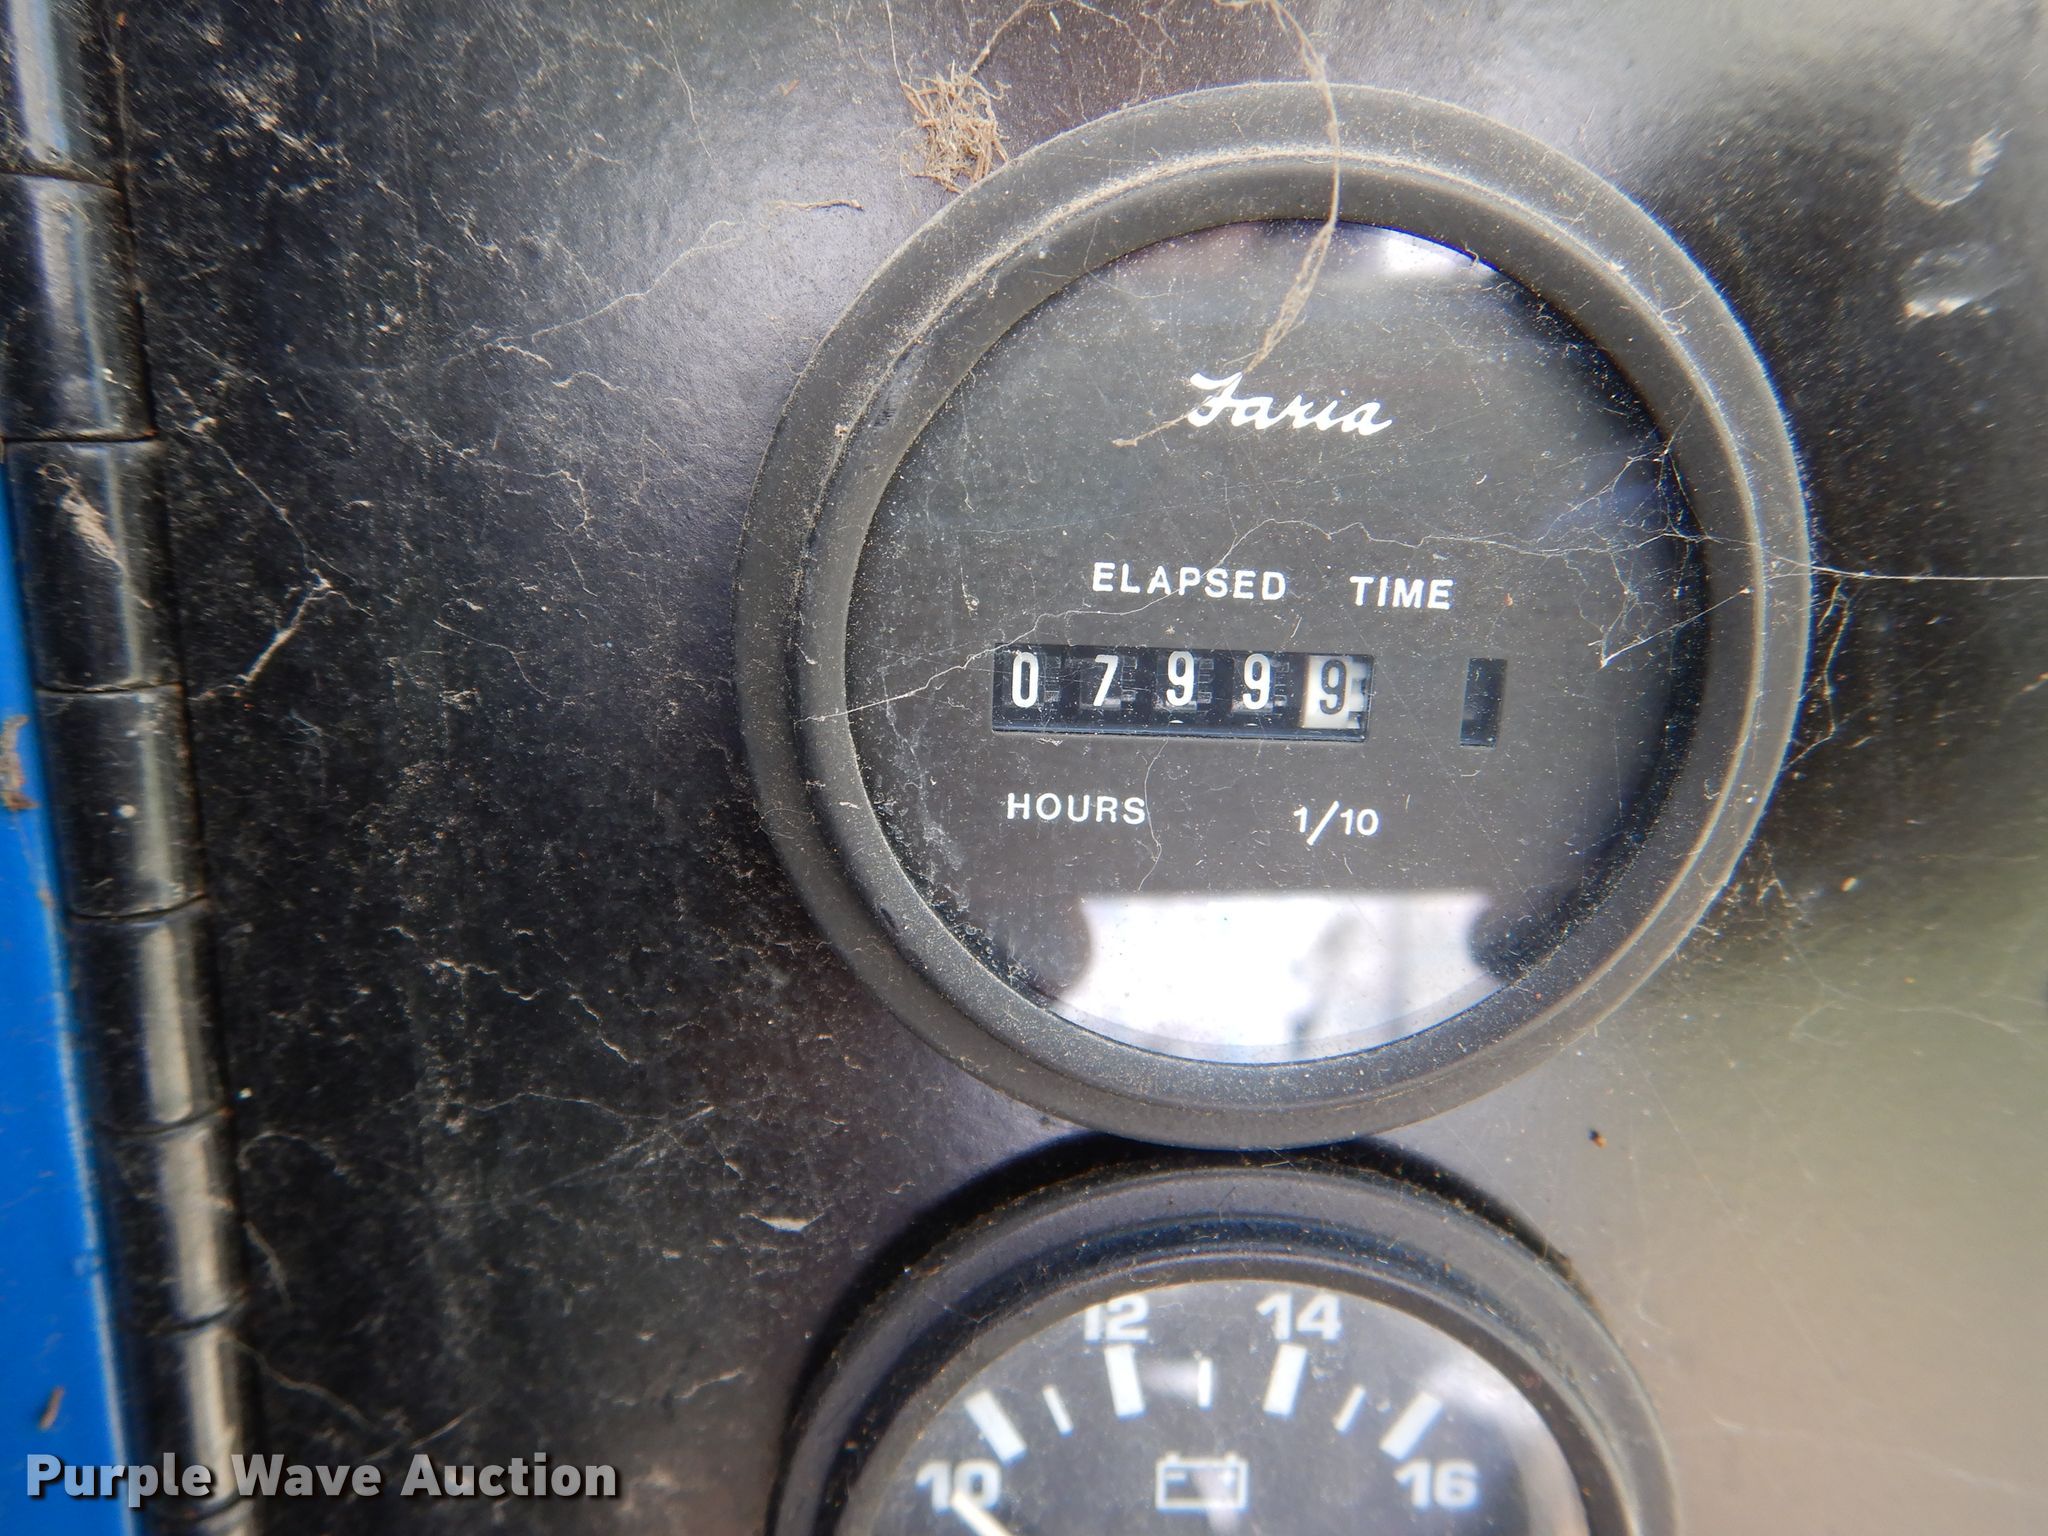 Faria
ELAPSED TIME
07999
HOURS 1/10
12 14
10 16
Purple Wave Auction